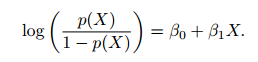 log ( p(X) / 1 − p(X) ) = β₀ + β₁X.